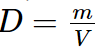 D = m/V